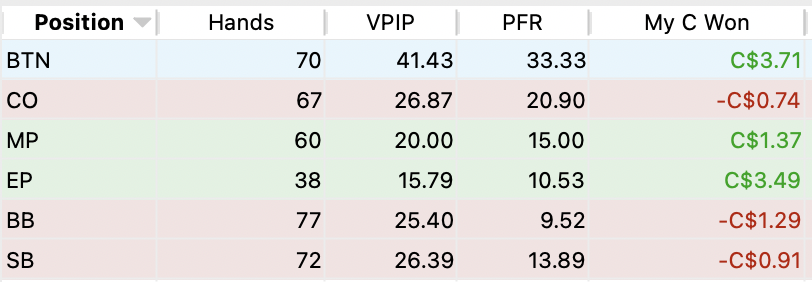 Position Hands VPIP PFR My C Won
BTN 70 41.43 33.33 C$3.71
CO 67 26.87 20.90 -C$0.74
MP 60 20.00 15.00 C$1.37
EP 38 15.79 10.53 C$3.49
BB 77 25.40 9.52 -C$1.29
SB 72 26.39 13.89 -C$0.91